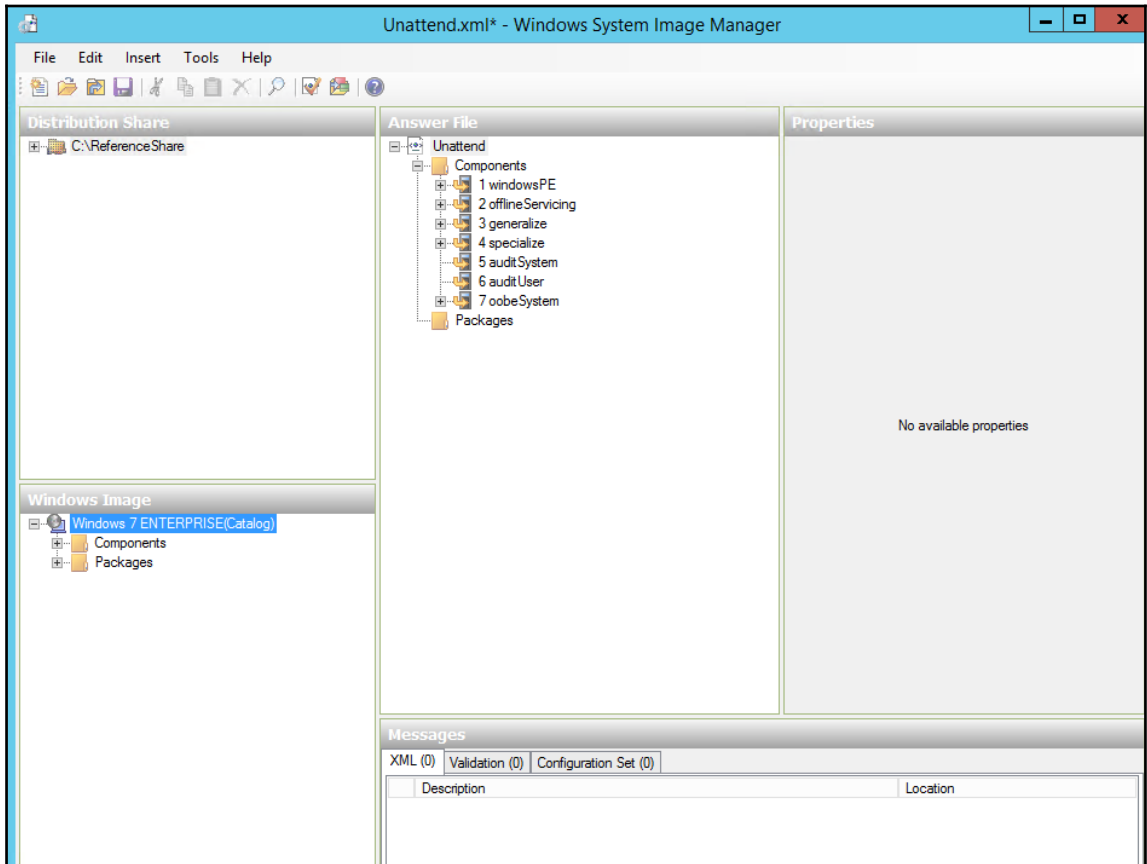 Unattend.xml* - Windows System Image Manager
File Edit Insert Tools Help
Distribution Share
C:\ReferenceShare
Answer File
Unattend
Components
1 windowsPE
2 offlineServicing
3 generalize
4 specialize
5 auditSystem
6 auditUser
7 oobeSystem
Packages
Properties
No available properties
Windows Image
Windows 7 ENTERPRISE(Catalog)
Components
Packages
Messages
XML (0) Validation (0) Configuration Set (0)
Description Location